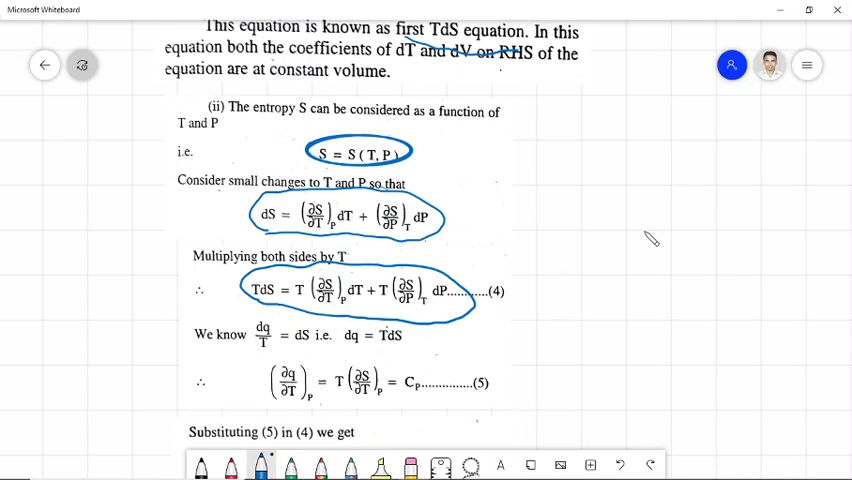 Microsoft Whiteboard
This equation is known as first TdS equation. In this
equation both the coefficients of dT and dV on RHS of the
equation are at constant volume.
(ii) The entropy S can be considered as a function of
T and P
i.e. S = S ( T, P )
Consider small changes to T and P so that
dS = (∂S/∂T)_P dT + (∂S/∂P)_T dP
Multiplying both sides by T
∴ TdS = T (∂S/∂T)_P dT + T (∂S/∂P)_T dP............(4)
We know dq/T = dS i.e. dq = TdS
∴ (∂q/∂T)_P = T (∂S/∂T)_P = C_P...............(5)
Substituting (5) in (4) we get
A